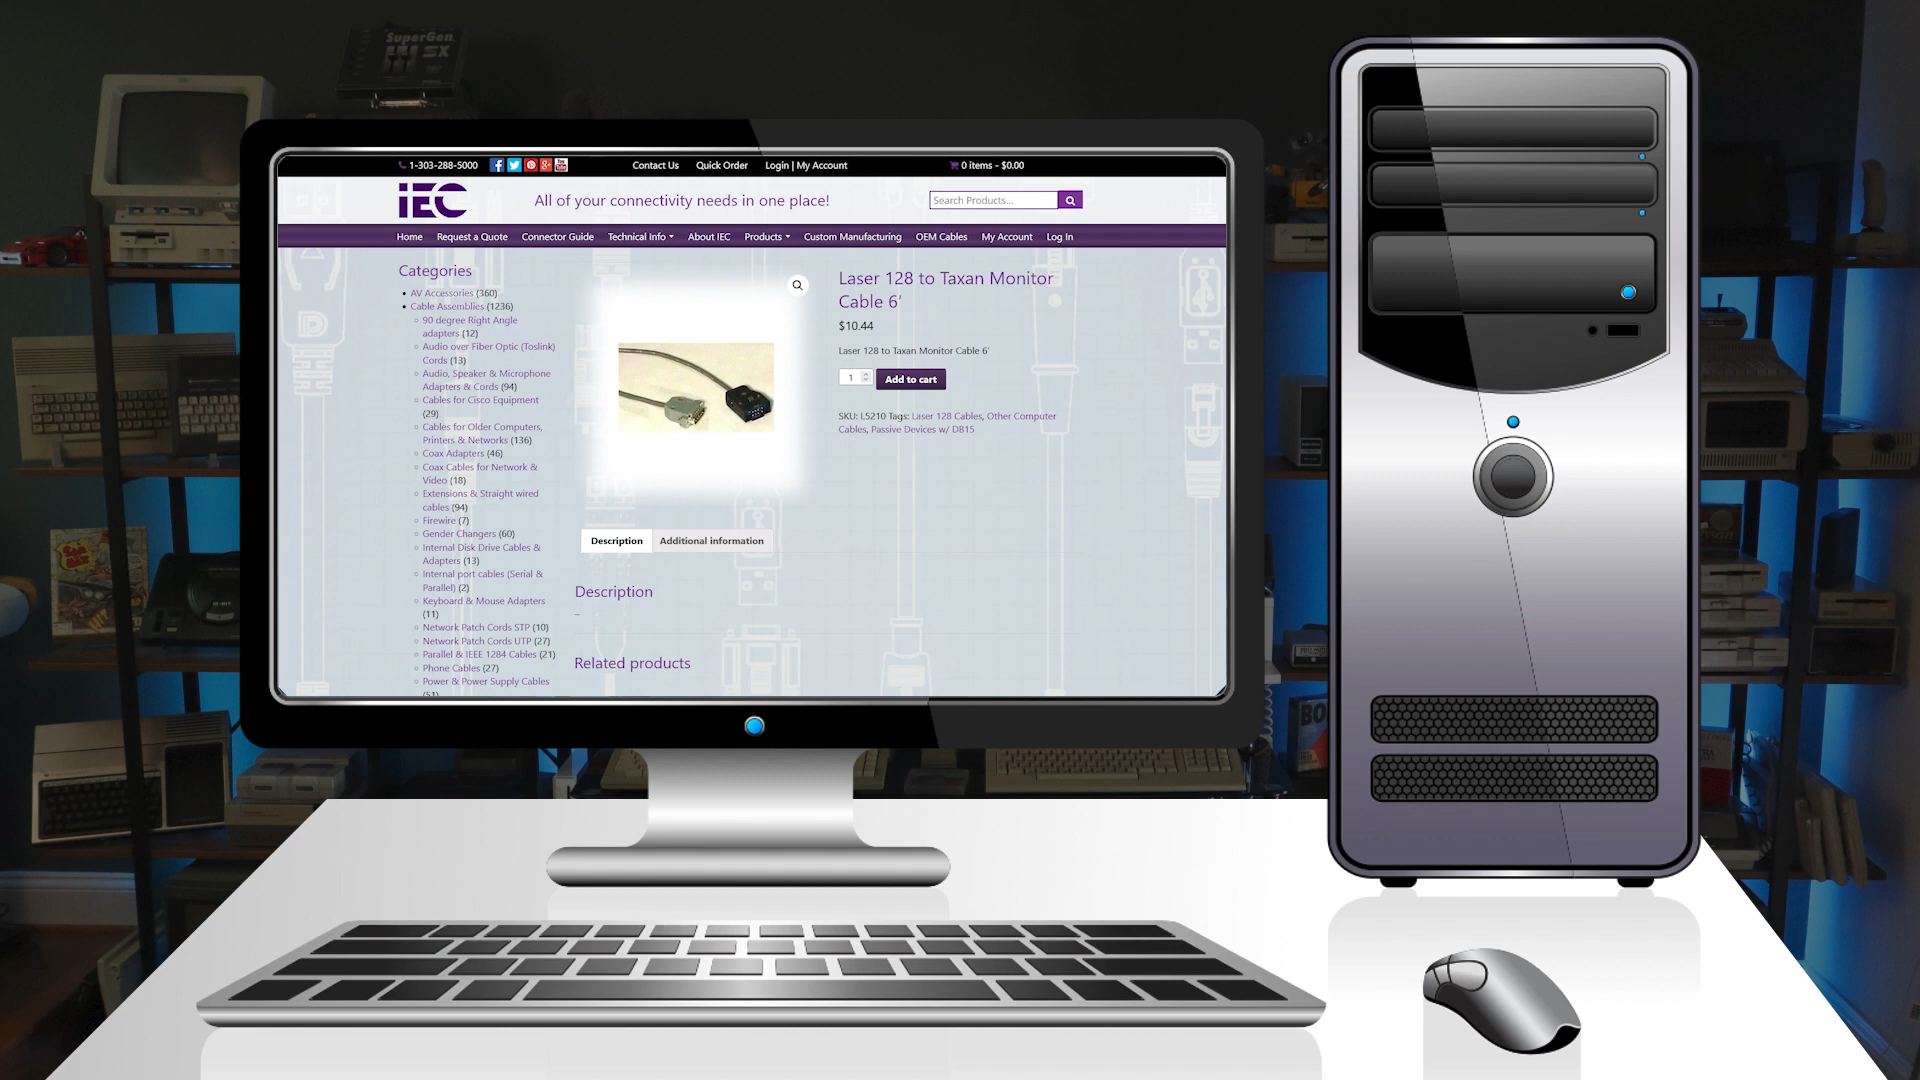 SuperGen
SX
1-303-288-5000
Contact Us
Quick Order
Login | My Account
0 items - $0.00
IEC
All of your connectivity needs in one place!
Search Products...
Home
Request a Quote
Connector Guide
Technical Info
About IEC
Products
Custom Manufacturing
OEM Cables
My Account
Log In
Categories
AV Accessories (360)
Cable Assemblies (1236)
90 degree Right Angle
adapters (12)
Audio over Fiber Optic (Toslink)
Cords (13)
Audio, Speaker & Microphone
Adapters & Cords (94)
Cables for Cisco Equipment
(29)
Cables for Older Computers,
Printers & Networks (136)
Coax Adapters (46)
Coax Cables for Network &
Video (18)
Extensions & Straight wired
cables (94)
Firewire (7)
Gender Changers (60)
Internal Disk Drive Cables &
Adapters (13)
Internal port cables (Serial &
Parallel) (2)
Keyboard & Mouse Adapters
(11)
Network Patch Cords STP (10)
Network Patch Cords UTP (27)
Parallel & IEEE 1284 Cables (21)
Phone Cables (27)
Power & Power Supply Cables
(51)
Laser 128 to Taxan Monitor
Cable 6′
$10.44
Laser 128 to Taxan Monitor Cable 6′
1
Add to cart
SKU: L5210 Tags: Laser 128 Cables, Other Computer
Cables, Passive Devices w/ DB15
Description
Additional information
Description
–
Related products